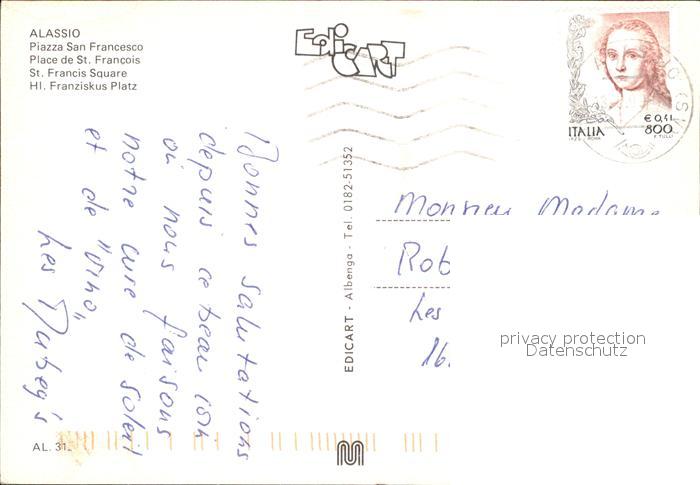 ALASSIO
Piazza San Francesco
Place de St. François
St. Francis Square
Hl. Franziskus Platz
EdiCART
ITALIA
€ 0,41
800
Bonnes salutations
depuis ce beau coin
où nous faisons
notre cure de soleil
et de "vino"
Les
EDICART - Albenga - Tel. 0182-51352
Monsieur Madame
Rob
Les
16.
privacy protection
Datenschutz
AL. 31